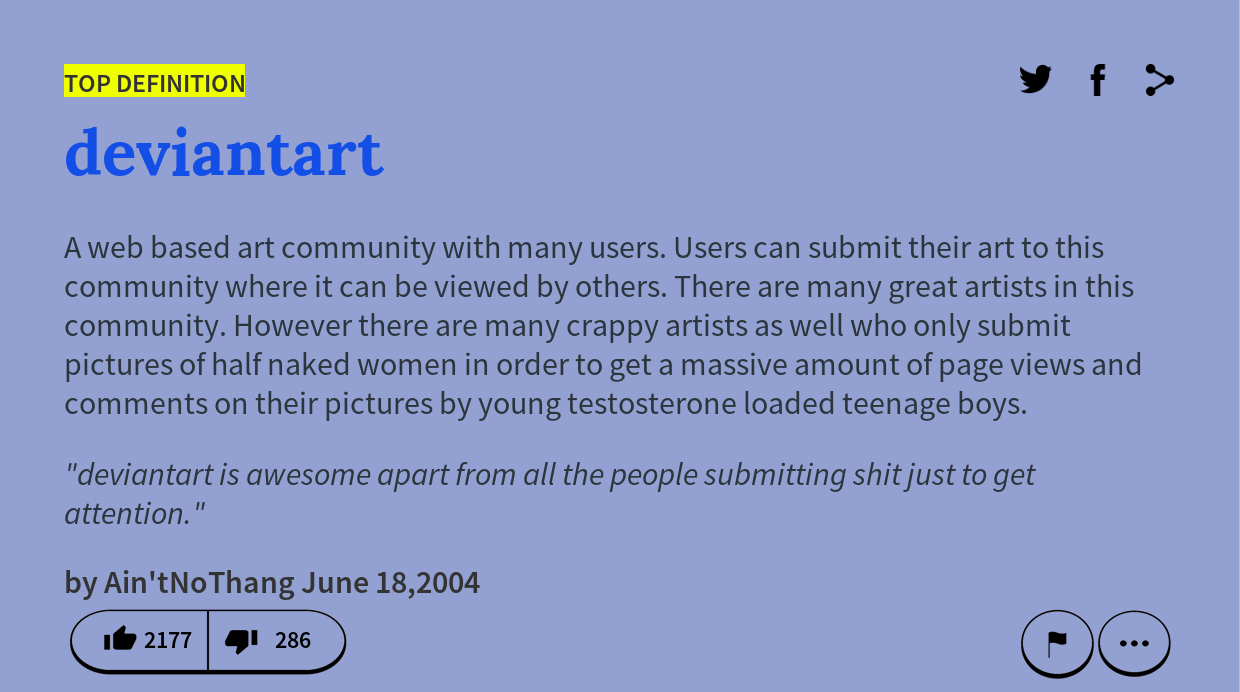 TOP DEFINITION
deviantart
A web based art community with many users. Users can submit their art to this
community where it can be viewed by others. There are many great artists in this
community. However there are many crappy artists as well who only submit
pictures of half naked women in order to get a massive amount of page views and
comments on their pictures by young testosterone loaded teenage boys.
"deviantart is awesome apart from all the people submitting shit just to get
attention."
by Ain'tNoThang June 18,2004
2177 286